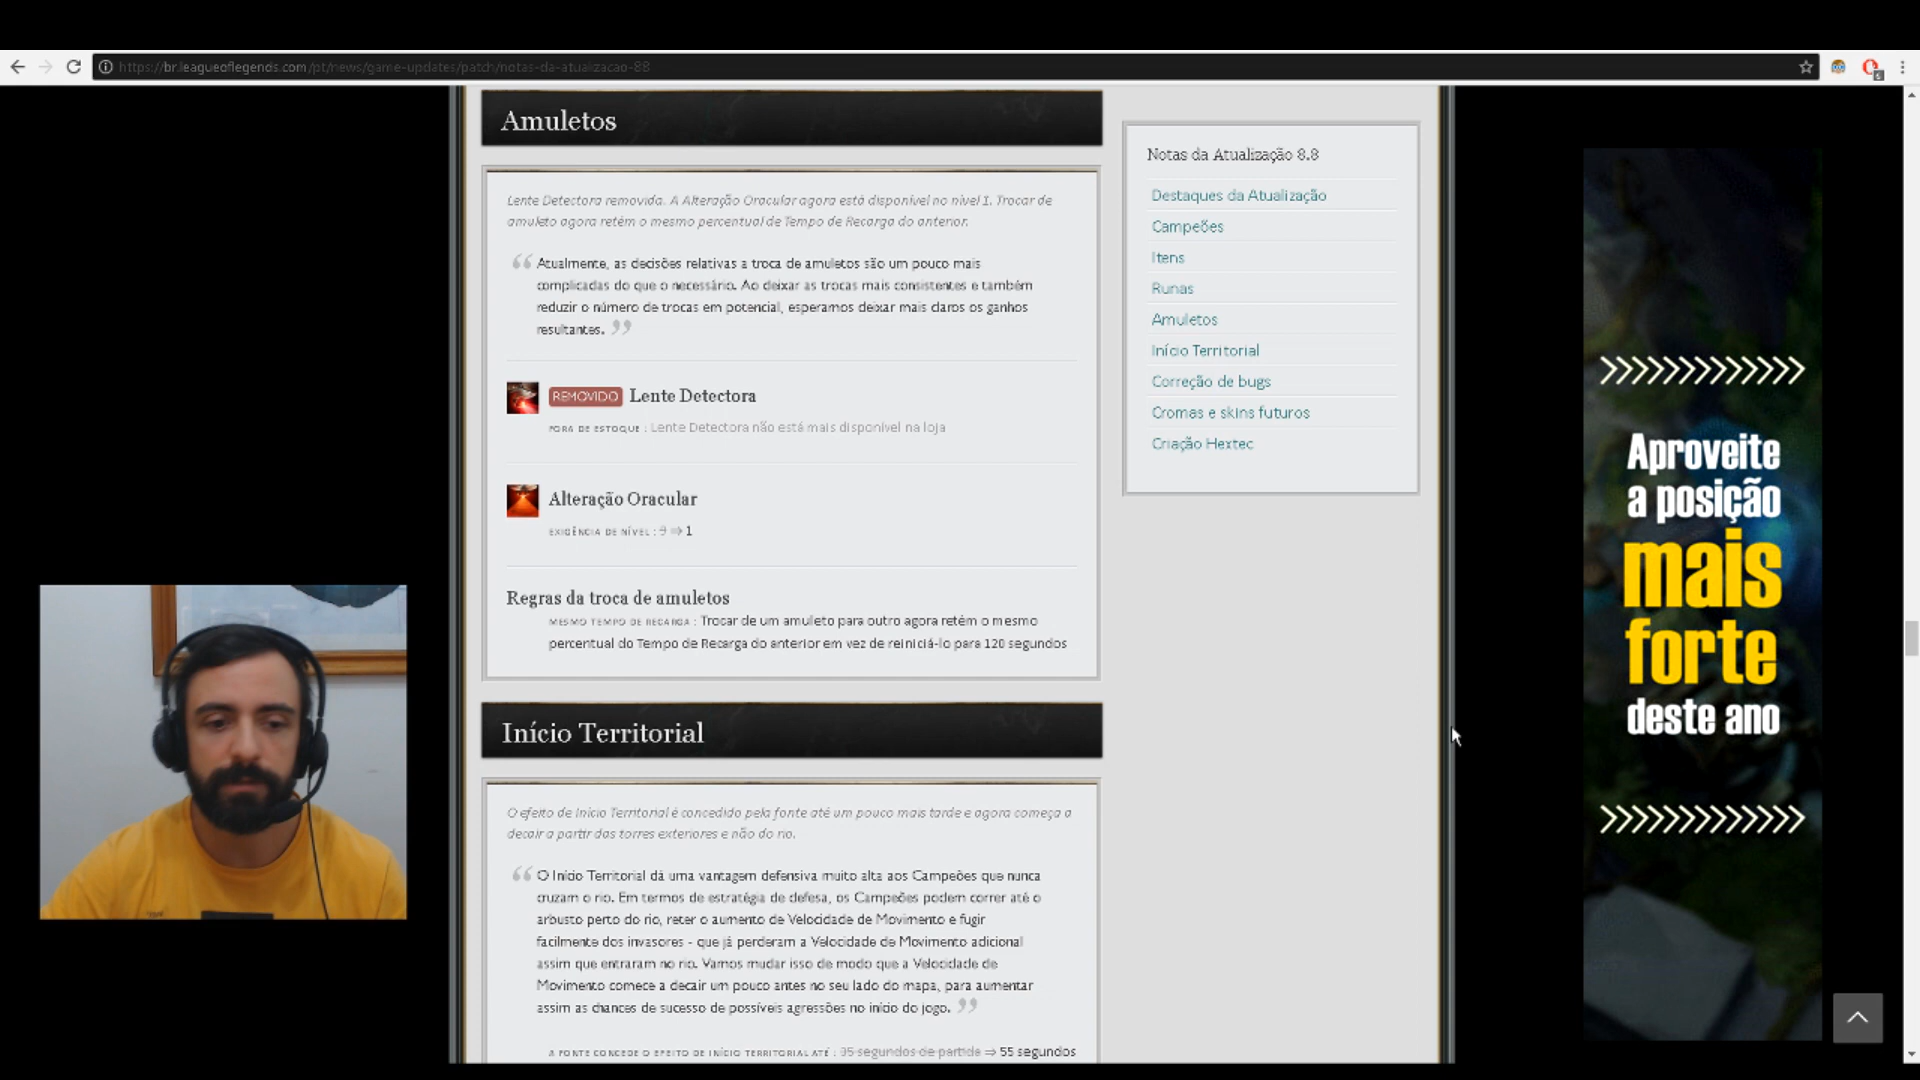 https://br.leagueoflegends.com/pt/news/game-updates/patch/notas-da-atualizacao-88
Amuletos
Lente Detectora removida. A Alteração Oracular agora está disponível no nível 1. Trocar de
amuleto agora retém o mesmo percentual de Tempo de Recarga do anterior.
“ Atualmente, as decisões relativas a troca de amuletos são um pouco mais
complicadas do que o necessário. Ao deixar as trocas mais consistentes e também
reduzir o número de trocas em potencial, esperamos deixar mais claros os ganhos
resultantes. ”
REMOVIDO Lente Detectora
FORA DE ESTOQUE : Lente Detectora não está mais disponível na loja
Alteração Oracular
EXIGÊNCIA DE NÍVEL : 9 ⇒ 1
Regras da troca de amuletos
MESMO TEMPO DE RECARGA : Trocar de um amuleto para outro agora retém o mesmo
percentual do Tempo de Recarga do anterior em vez de reiniciá-lo para 120 segundos
Início Territorial
O efeito de Início Territorial é concedido pela fonte até um pouco mais tarde e agora começa a
decair a partir das torres exteriores e não do rio.
“ O Início Territorial dá uma vantagem defensiva muito alta aos Campeões que nunca
cruzam o rio. Em termos de estratégia de defesa, os Campeões podem correr até o
arbusto perto do rio, reter o aumento de Velocidade de Movimento e fugir
facilmente dos invasores - que já perderam a Velocidade de Movimento adicional
assim que entraram no rio. Vamos mudar isso de modo que a Velocidade de
Movimento comece a decair um pouco antes no seu lado do mapa, para aumentar
assim as chances de sucesso de possíveis agressões no início do jogo. ”
A FONTE CONCEDE O EFEITO DE INÍCIO TERRITORIAL ATÉ : 35 segundos de partida ⇒ 55 segundos
Notas da Atualização 8.8
Destaques da Atualização
Campeões
Itens
Runas
Amuletos
Início Territorial
Correção de bugs
Cromas e skins futuros
Criação Hextec
Aproveite
a posição
mais
forte
deste ano